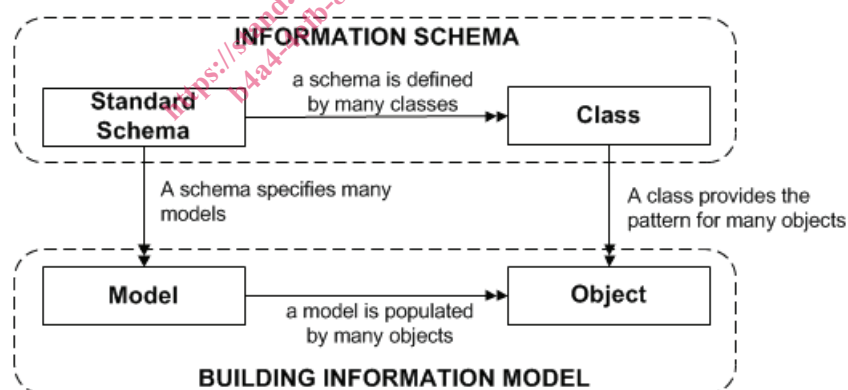 INFORMATION SCHEMA
a schema is defined
by many classes
Standard
Schema
Class
A schema specifies many
models
A class provides the
pattern for many objects
Model
Object
a model is populated
by many objects
BUILDING INFORMATION MODEL